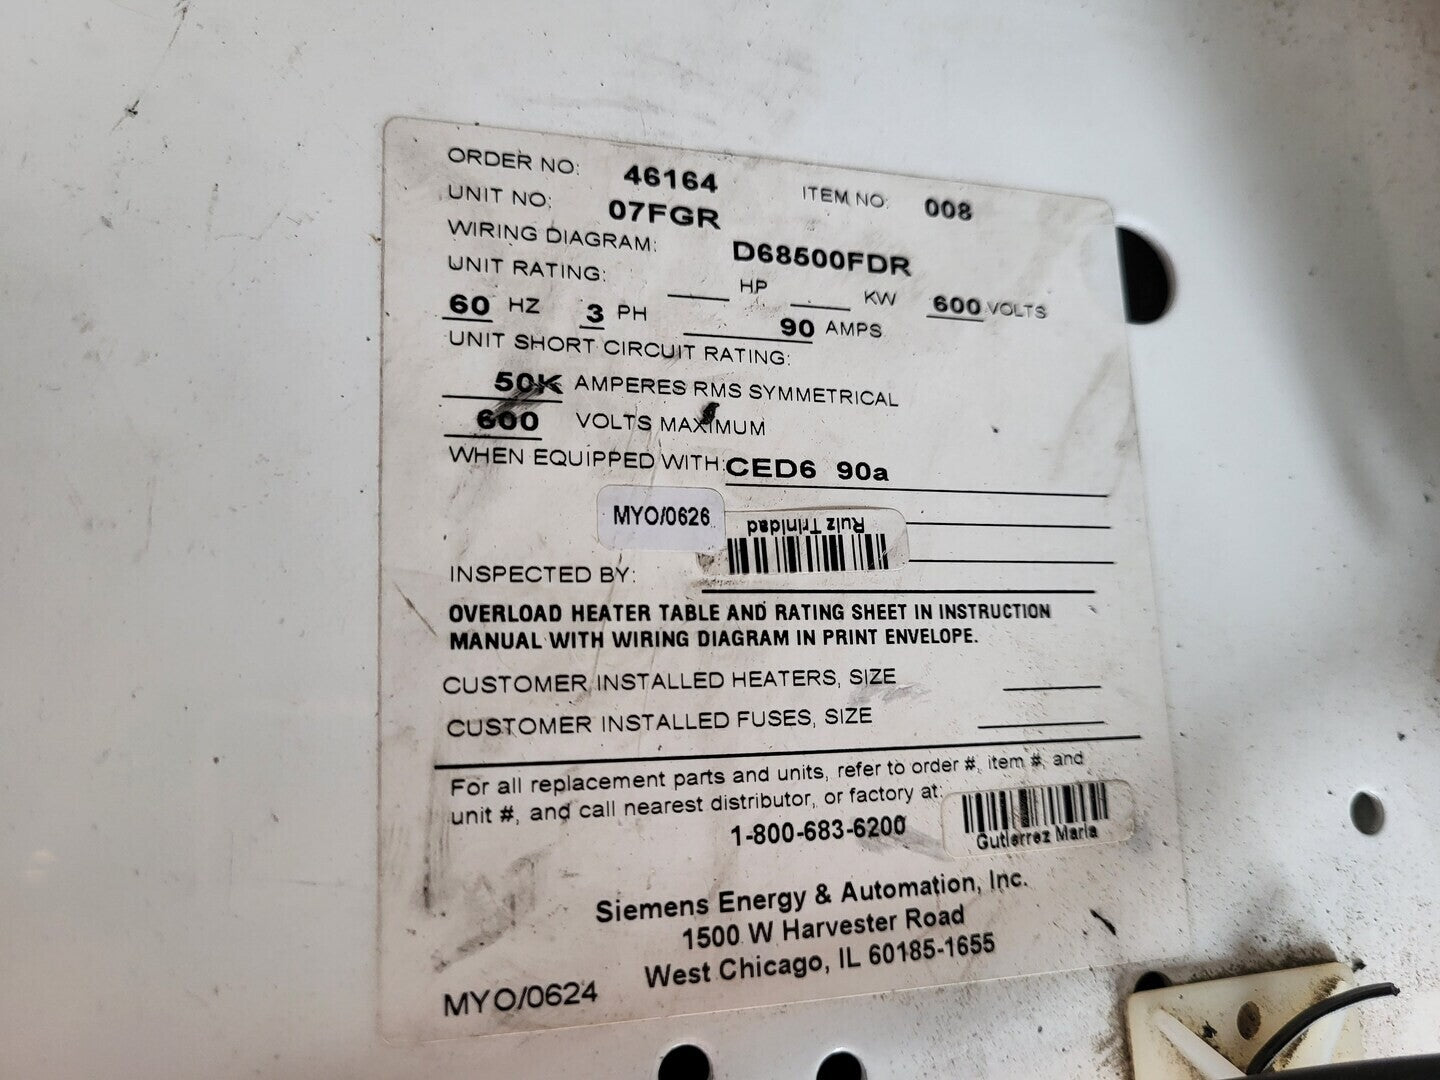 ORDER NO: 46164 ITEM NO: 008
UNIT NO: 07FGR
WIRING DIAGRAM: D68500FDR
UNIT RATING: ____ HP ____ KW 600 VOLTS
60 HZ 3 PH 90 AMPS
UNIT SHORT CIRCUIT RATING:
50K AMPERES RMS SYMMETRICAL
600 VOLTS MAXIMUM
WHEN EQUIPPED WITH: CED6 90a
MYO/0626
Ruiz Trinidad
INSPECTED BY:
OVERLOAD HEATER TABLE AND RATING SHEET IN INSTRUCTION
MANUAL WITH WIRING DIAGRAM IN PRINT ENVELOPE.
CUSTOMER INSTALLED HEATERS, SIZE
CUSTOMER INSTALLED FUSES, SIZE
For all replacement parts and units, refer to order #, item #, and
unit #, and call nearest distributor, or factory at:
1-800-683-6200
Gutierrez Maria
Siemens Energy & Automation, Inc.
1500 W Harvester Road
West Chicago, IL 60185-1655
MYO/0624